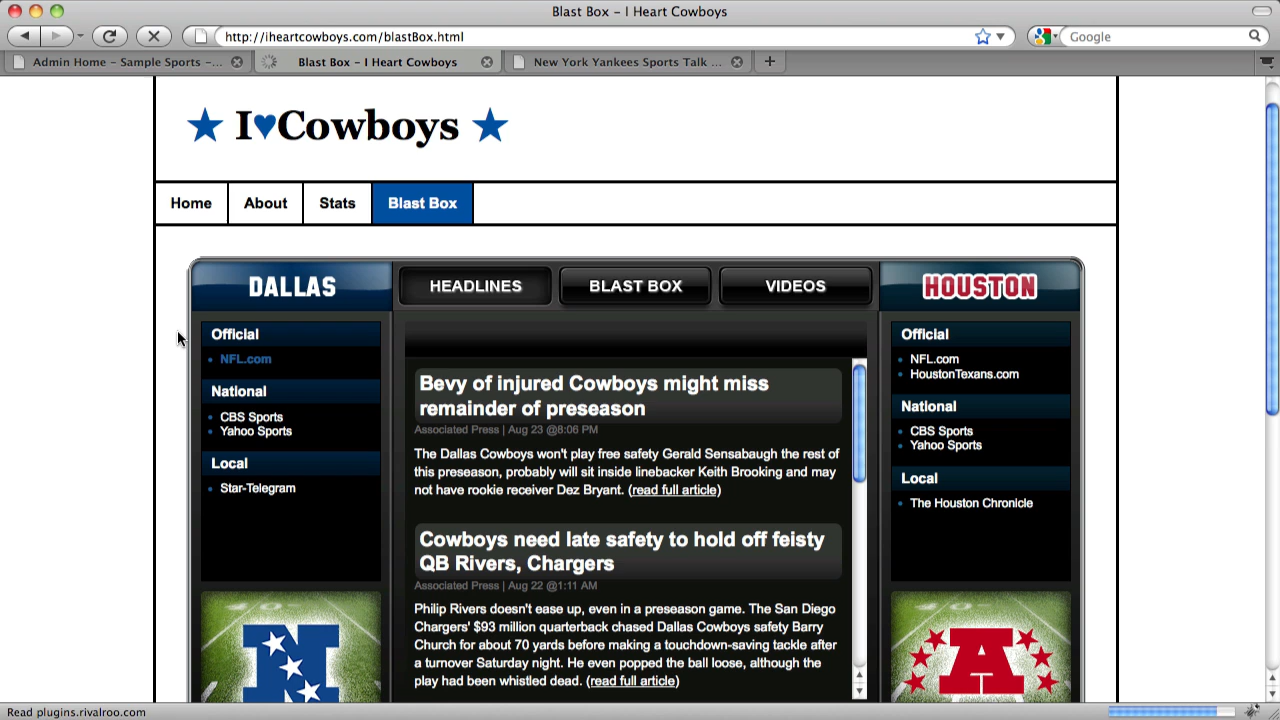 Blast Box – I Heart Cowboys
http://iheartcowboys.com/blastBox.html
Google
Admin Home – Sample Sports –...
Blast Box – I Heart Cowboys
New York Yankees Sports Talk ...
★ I♥Cowboys ★
Home
About
Stats
Blast Box
DALLAS
HEADLINES
BLAST BOX
VIDEOS
HOUSTON
Official
• NFL.com
National
• CBS Sports
• Yahoo Sports
Local
• Star-Telegram
Bevy of injured Cowboys might miss
remainder of preseason
Associated Press | Aug 23 @8:06 PM
The Dallas Cowboys won't play free safety Gerald Sensabaugh the rest of
this preseason, probably will sit inside linebacker Keith Brooking and may
not have rookie receiver Dez Bryant. (read full article)
Cowboys need late safety to hold off feisty
QB Rivers, Chargers
Associated Press | Aug 22 @1:11 AM
Philip Rivers doesn't ease up, even in a preseason game. The San Diego
Chargers' $93 million quarterback chased Dallas Cowboys safety Barry
Church for about 70 yards before making a touchdown-saving tackle after
a turnover Saturday night. He even popped the ball loose, although the
play had been whistled dead. (read full article)
Official
• NFL.com
• HoustonTexans.com
National
• CBS Sports
• Yahoo Sports
Local
• The Houston Chronicle
N
A
Read plugins.rivalroo.com